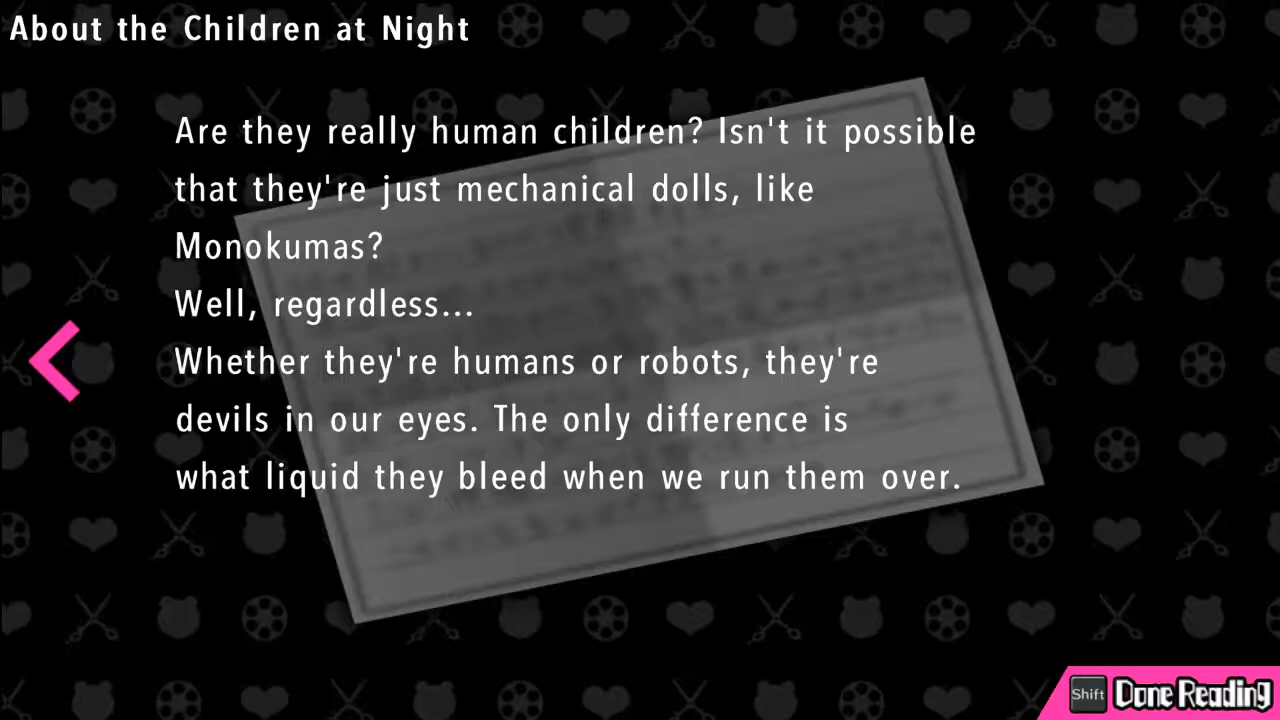 About the Children at Night
Are they really human children? Isn't it possible
that they're just mechanical dolls, like
Monokumas?
Well, regardless...
Whether they're humans or robots, they're
devils in our eyes. The only difference is
what liquid they bleed when we run them over.
Shift Done Reading